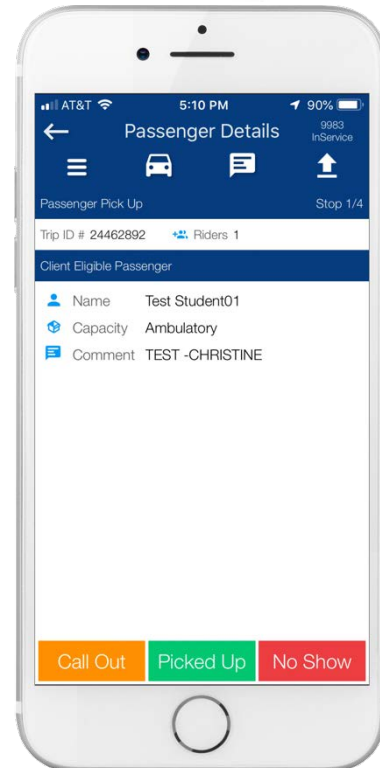 AT&T 5:10 PM 90%
Passenger Details 9983
InService
Passenger Pick Up Stop 1/4
Trip ID # 24462892 Riders 1
Client Eligible Passenger
Name Test Student01
Capacity Ambulatory
Comment TEST -CHRISTINE
Call Out Picked Up No Show